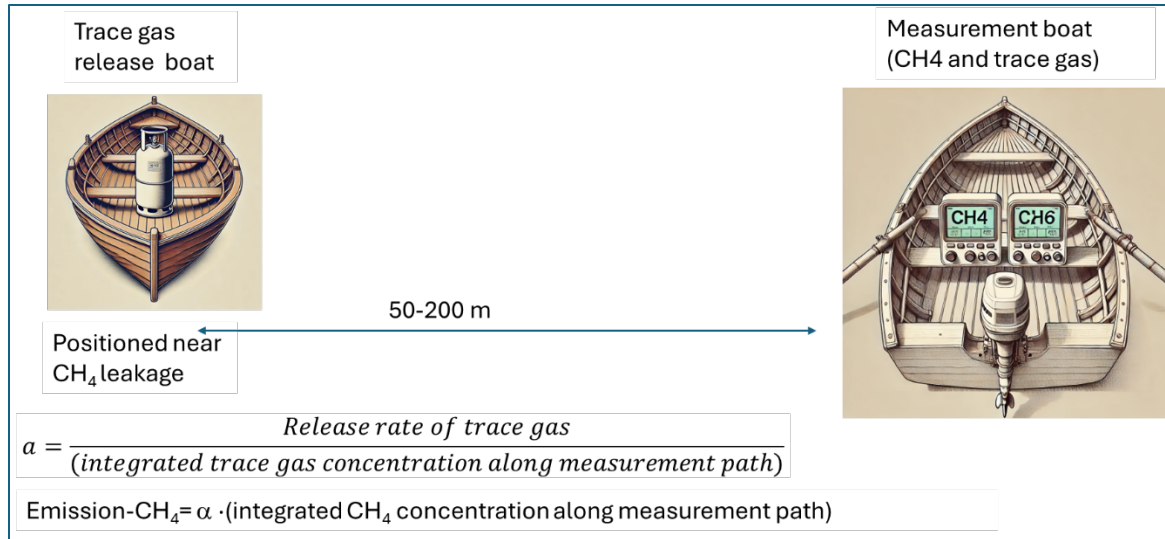 Trace gas
release boat
Measurement boat
(CH4 and trace gas)
CH4
CH6
50-200 m
Positioned near
CH₄ leakage
a = Release rate of trace gas / (integrated trace gas concentration along measurement path)
Emission-CH₄= α ·(integrated CH₄ concentration along measurement path)